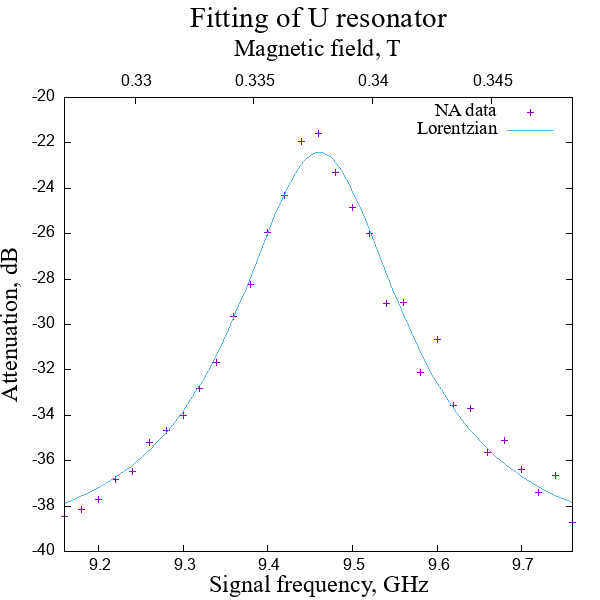 Fitting of U resonator
Magnetic field, T
0.33 0.335 0.34 0.345
NA data
Lorentzian
-20
-22
-24
-26
-28
-30
-32
-34
-36
-38
-40
Attenuation, dB
9.2 9.3 9.4 9.5 9.6 9.7
Signal frequency, GHz